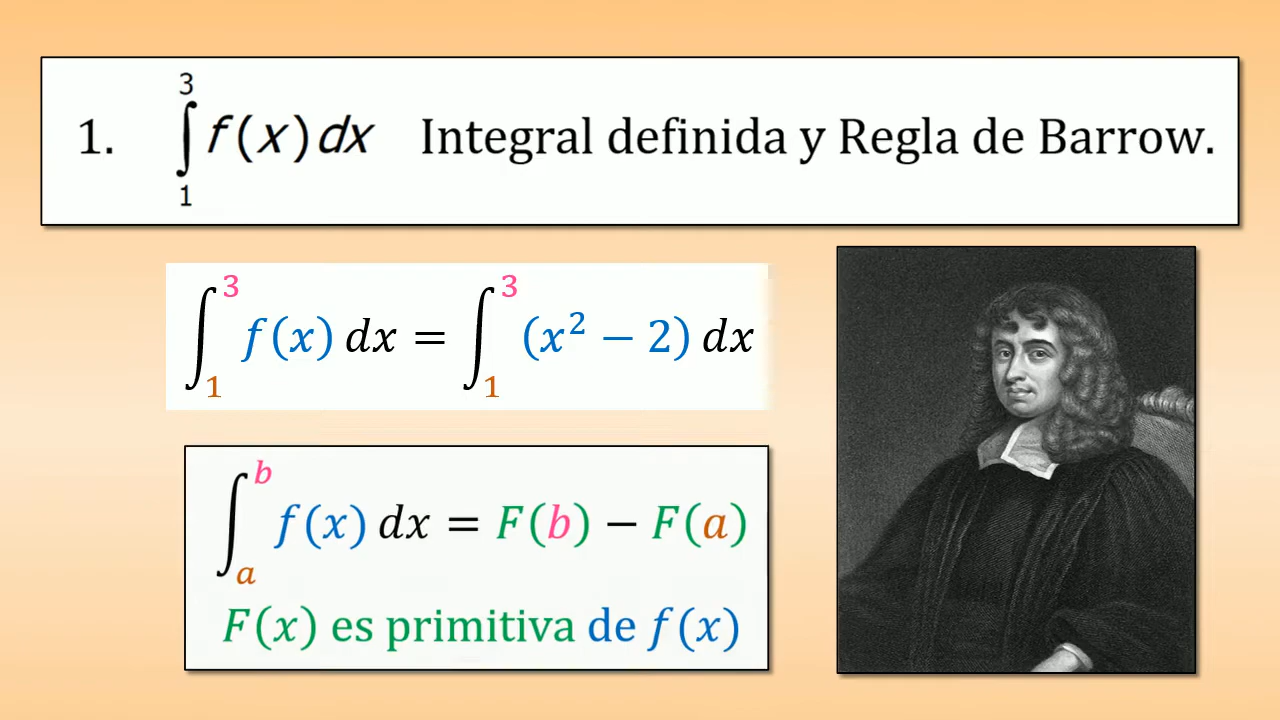 1. ∫₁³ f(x) dx Integral definida y Regla de Barrow.
∫₁³ f(x) dx = ∫₁³ (x² − 2) dx
∫ₐᵇ f(x) dx = F(b) − F(a)
F(x) es primitiva de f(x)